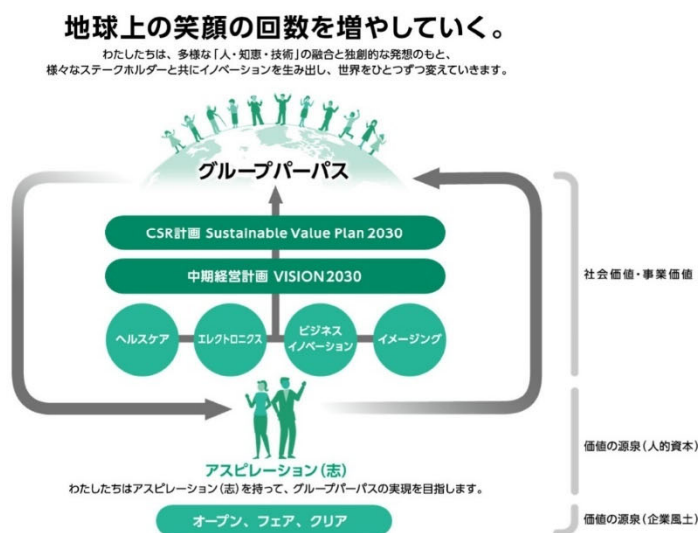 地球上の笑顔の回数を増やしていく。
わたしたちは、多様な「人・知恵・技術」の融合と独創的な発想のもと、
様々なステークホルダーと共にイノベーションを生み出し、世界をひとつずつ変えていきます。
グループパーパス
CSR計画 Sustainable Value Plan 2030
中期経営計画 VISION 2030
ヘルスケア
エレクトロニクス
ビジネス
イノベーション
イメージング
社会価値・事業価値
アスピレーション(志)
わたしたちはアスピレーション(志)を持って、グループパーパスの実現を目指します。
価値の源泉(人的資本)
オープン、フェア、クリア
価値の源泉(企業風土)